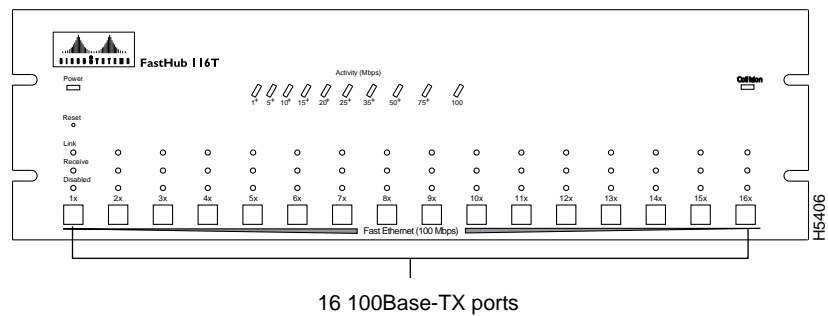 CISCO SYSTEMS
FastHub 116T
Power
Activity (Mbps)
Collision
1+ 5+ 10+ 15+ 20+ 25+ 35+ 50+ 75+ 100
Reset
Link
Receive
Disabled
1x 2x 3x 4x 5x 6x 7x 8x 9x 10x 11x 12x 13x 14x 15x 16x
Fast Ethernet (100 Mbps)
H5406
16 100Base-TX ports